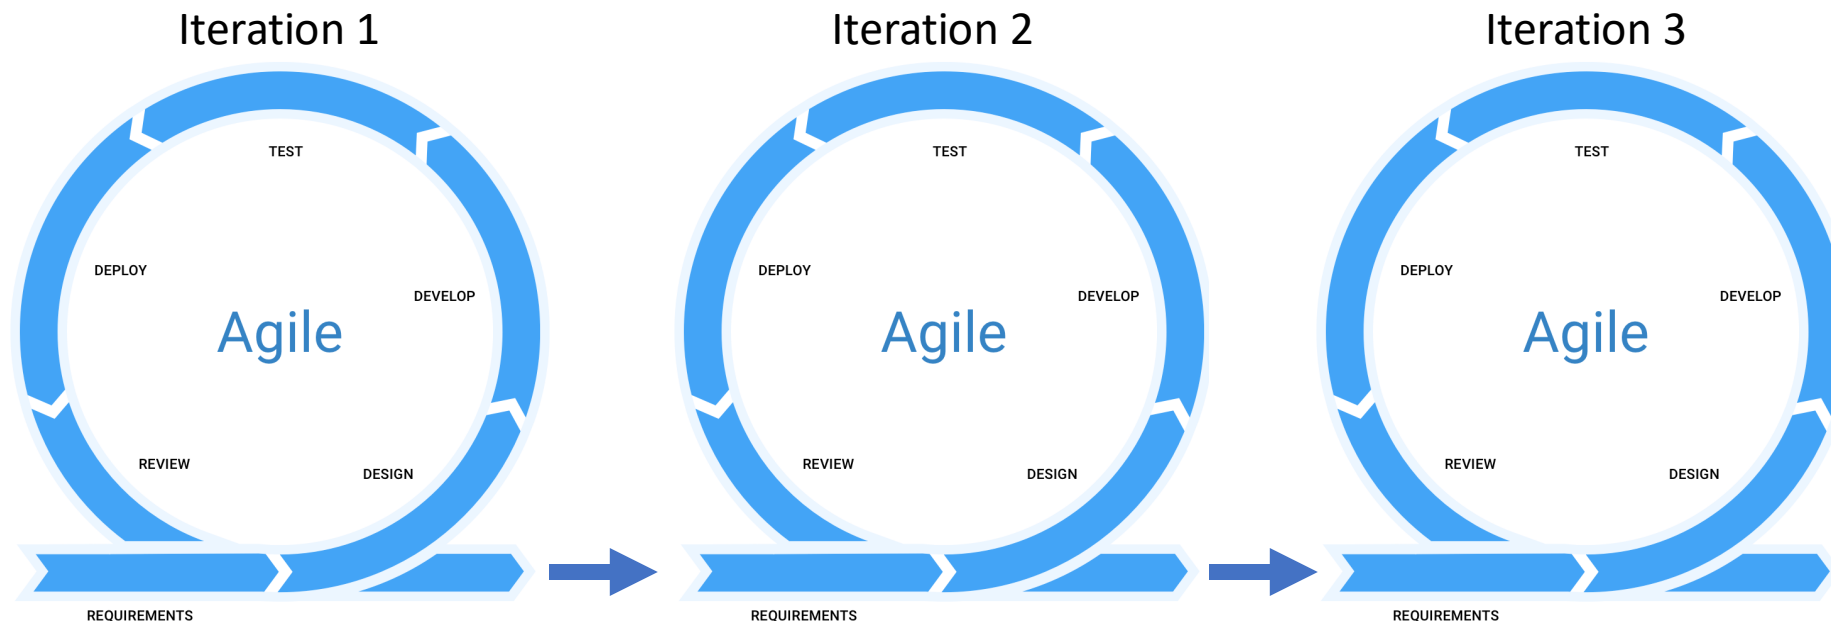 Iteration 1
TEST
DEPLOY
DEVELOP
Agile
REVIEW
DESIGN
REQUIREMENTS
Iteration 2
TEST
DEPLOY
DEVELOP
Agile
REVIEW
DESIGN
REQUIREMENTS
Iteration 3
TEST
DEPLOY
DEVELOP
Agile
REVIEW
DESIGN
REQUIREMENTS